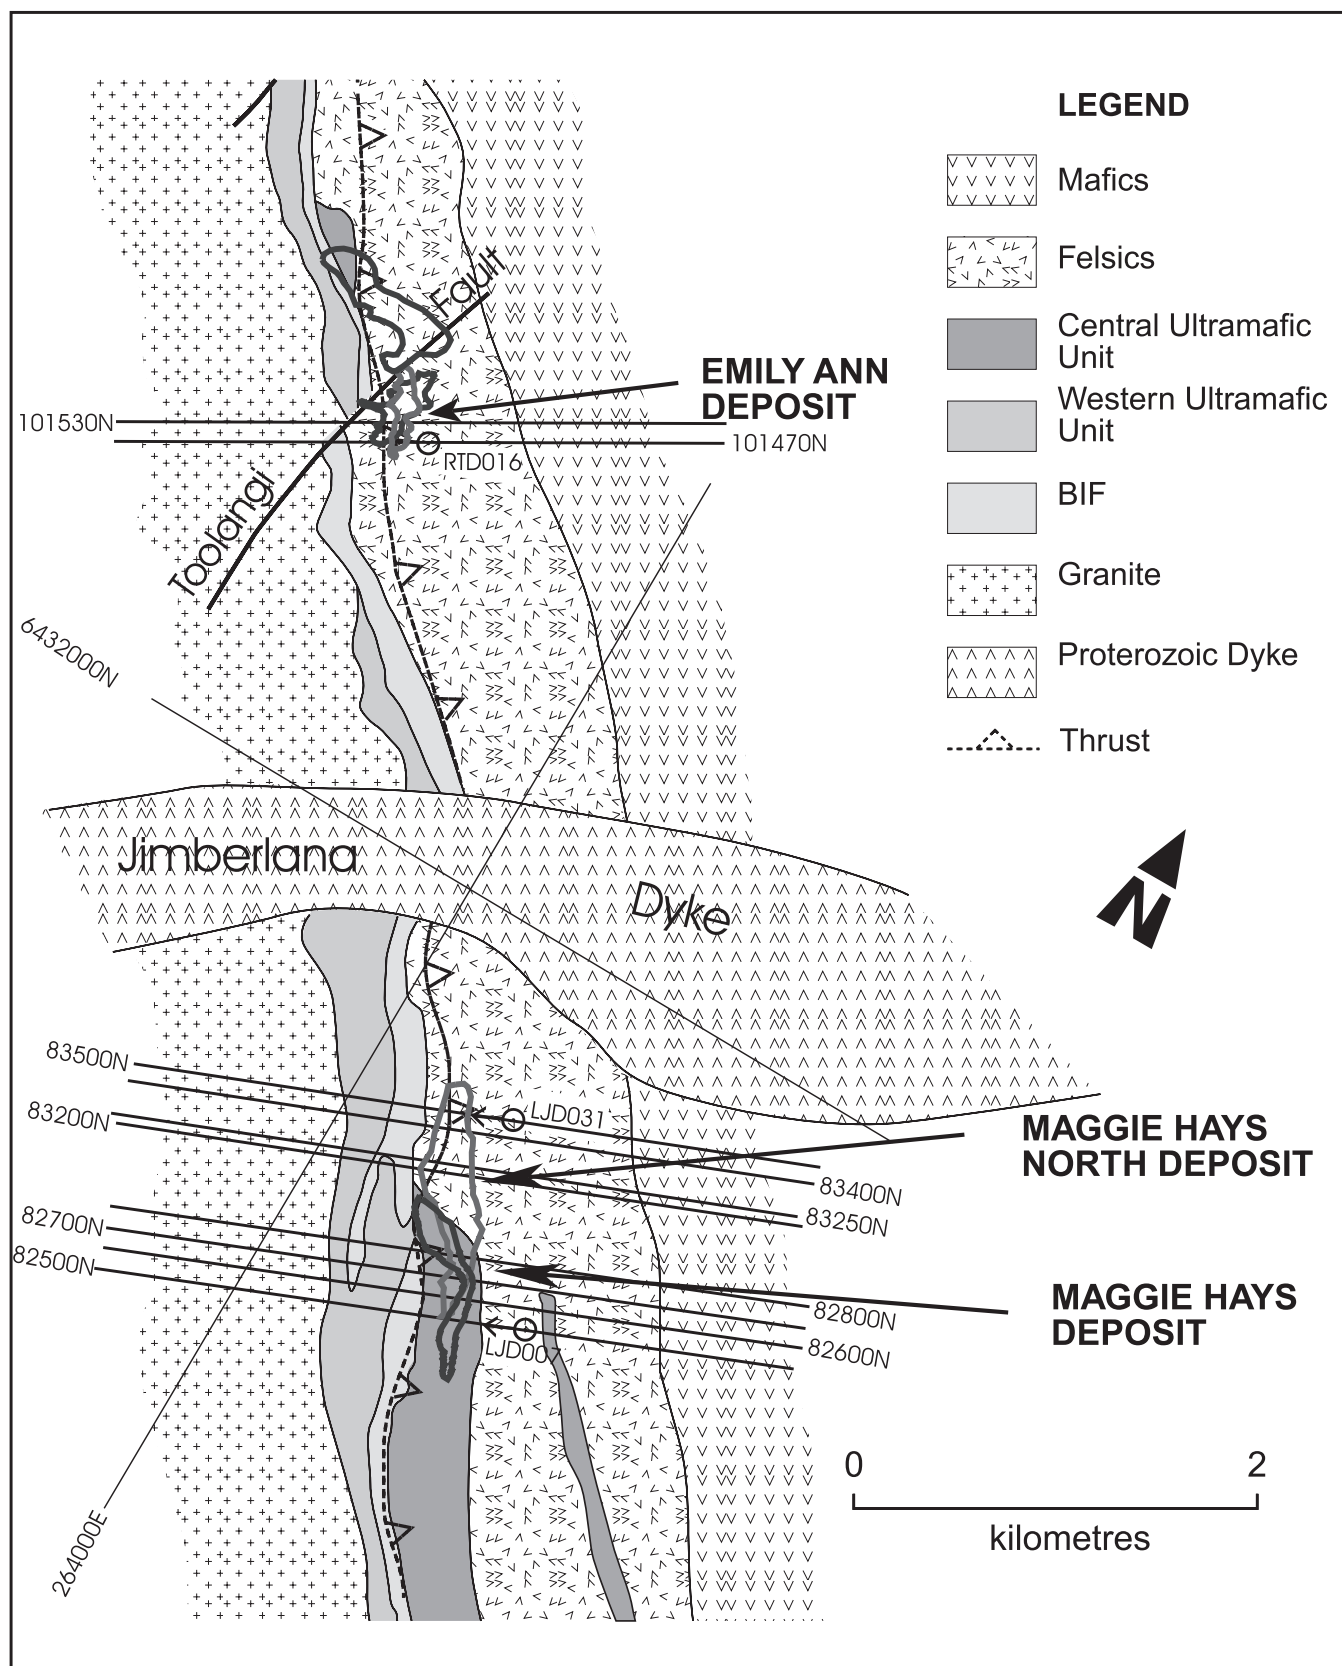 LEGEND
Mafics
Felsics
Central Ultramafic
Unit
Western Ultramafic
Unit
BIF
Granite
Proterozoic Dyke
Thrust
Fault
EMILY ANN
DEPOSIT
101530N
101470N
RTD016
Toolangi
6432000N
Jimberlana
Dyke
N
83500N
LJD031
83200N
MAGGIE HAYS
NORTH DEPOSIT
83400N
83250N
82700N
82500N
MAGGIE HAYS
DEPOSIT
82800N
82600N
LJD007
264000E
0 2
kilometres